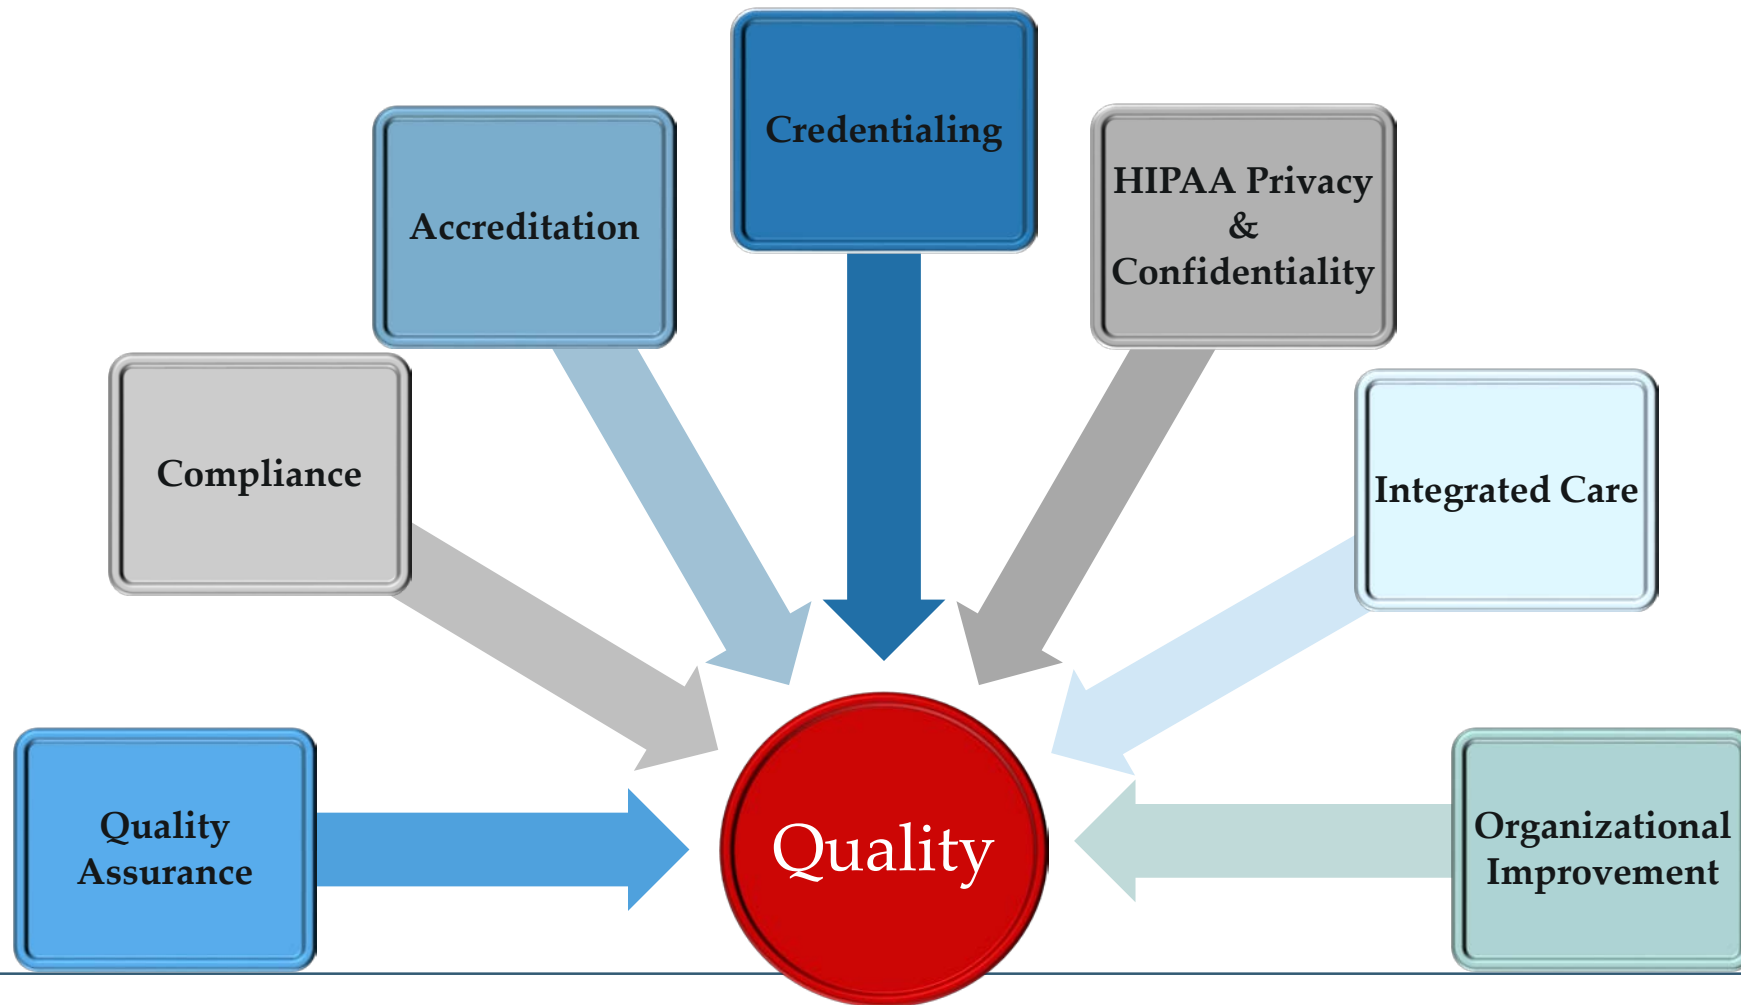 Credentialing
HIPAA Privacy
&
Confidentiality
Accreditation
Compliance
Integrated Care
Quality
Assurance
Quality
Organizational
Improvement